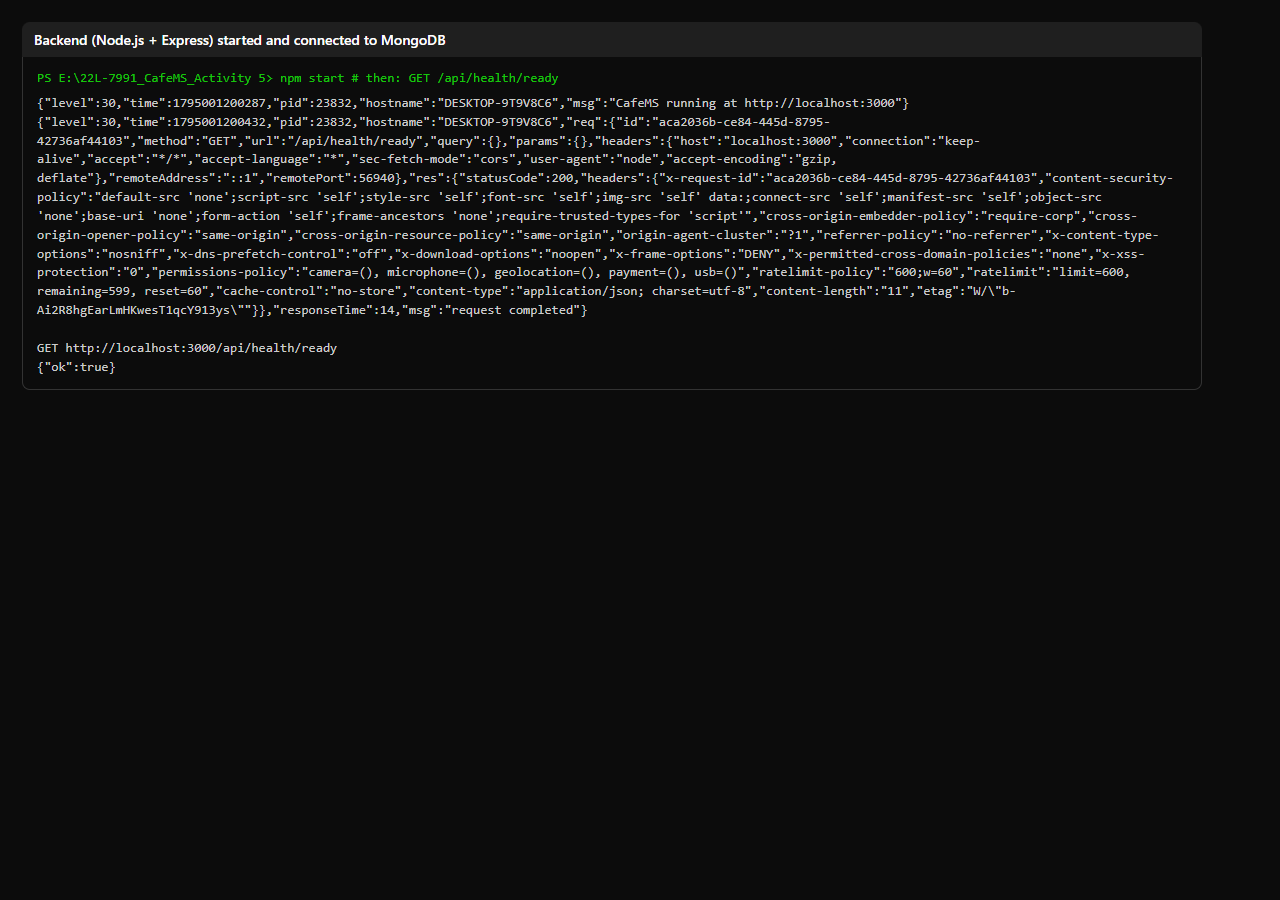 Backend (Node.js + Express) started and connected to MongoDB
PS E:\22L-7991_CafeMS_Activity 5> npm start # then: GET /api/health/ready
{"level":30,"time":1795001200287,"pid":23832,"hostname":"DESKTOP-9T9V8C6","msg":"CafeMS running at http://localhost:3000"}
{"level":30,"time":1795001200432,"pid":23832,"hostname":"DESKTOP-9T9V8C6","req":{"id":"aca2036b-ce84-445d-8795-
42736af44103","method":"GET","url":"/api/health/ready","query":{},"params":{},"headers":{"host":"localhost:3000","connection":"keep-
alive","accept":"*/*","accept-language":"*","sec-fetch-mode":"cors","user-agent":"node","accept-encoding":"gzip,
deflate"},"remoteAddress":"::1","remotePort":56940},"res":{"statusCode":200,"headers":{"x-request-id":"aca2036b-ce84-445d-8795-42736af44103","content-security-
policy":"default-src 'none';script-src 'self';style-src 'self';font-src 'self';img-src 'self' data:;connect-src 'self';manifest-src 'self';object-src
'none';base-uri 'none';form-action 'self';frame-ancestors 'none';require-trusted-types-for 'script'","cross-origin-embedder-policy":"require-corp","cross-
origin-opener-policy":"same-origin","cross-origin-resource-policy":"same-origin","origin-agent-cluster":"?1","referrer-policy":"no-referrer","x-content-type-
options":"nosniff","x-dns-prefetch-control":"off","x-download-options":"noopen","x-frame-options":"DENY","x-permitted-cross-domain-policies":"none","x-xss-
protection":"0","permissions-policy":"camera=(), microphone=(), geolocation=(), payment=(), usb=()","ratelimit-policy":"600;w=60","ratelimit":"limit=600,
remaining=599, reset=60","cache-control":"no-store","content-type":"application/json; charset=utf-8","content-length":"11","etag":"W/\"b-
Ai2R8hgEarLmHKwesT1qcY913ys\""}},"responseTime":14,"msg":"request completed"}
GET http://localhost:3000/api/health/ready
{"ok":true}